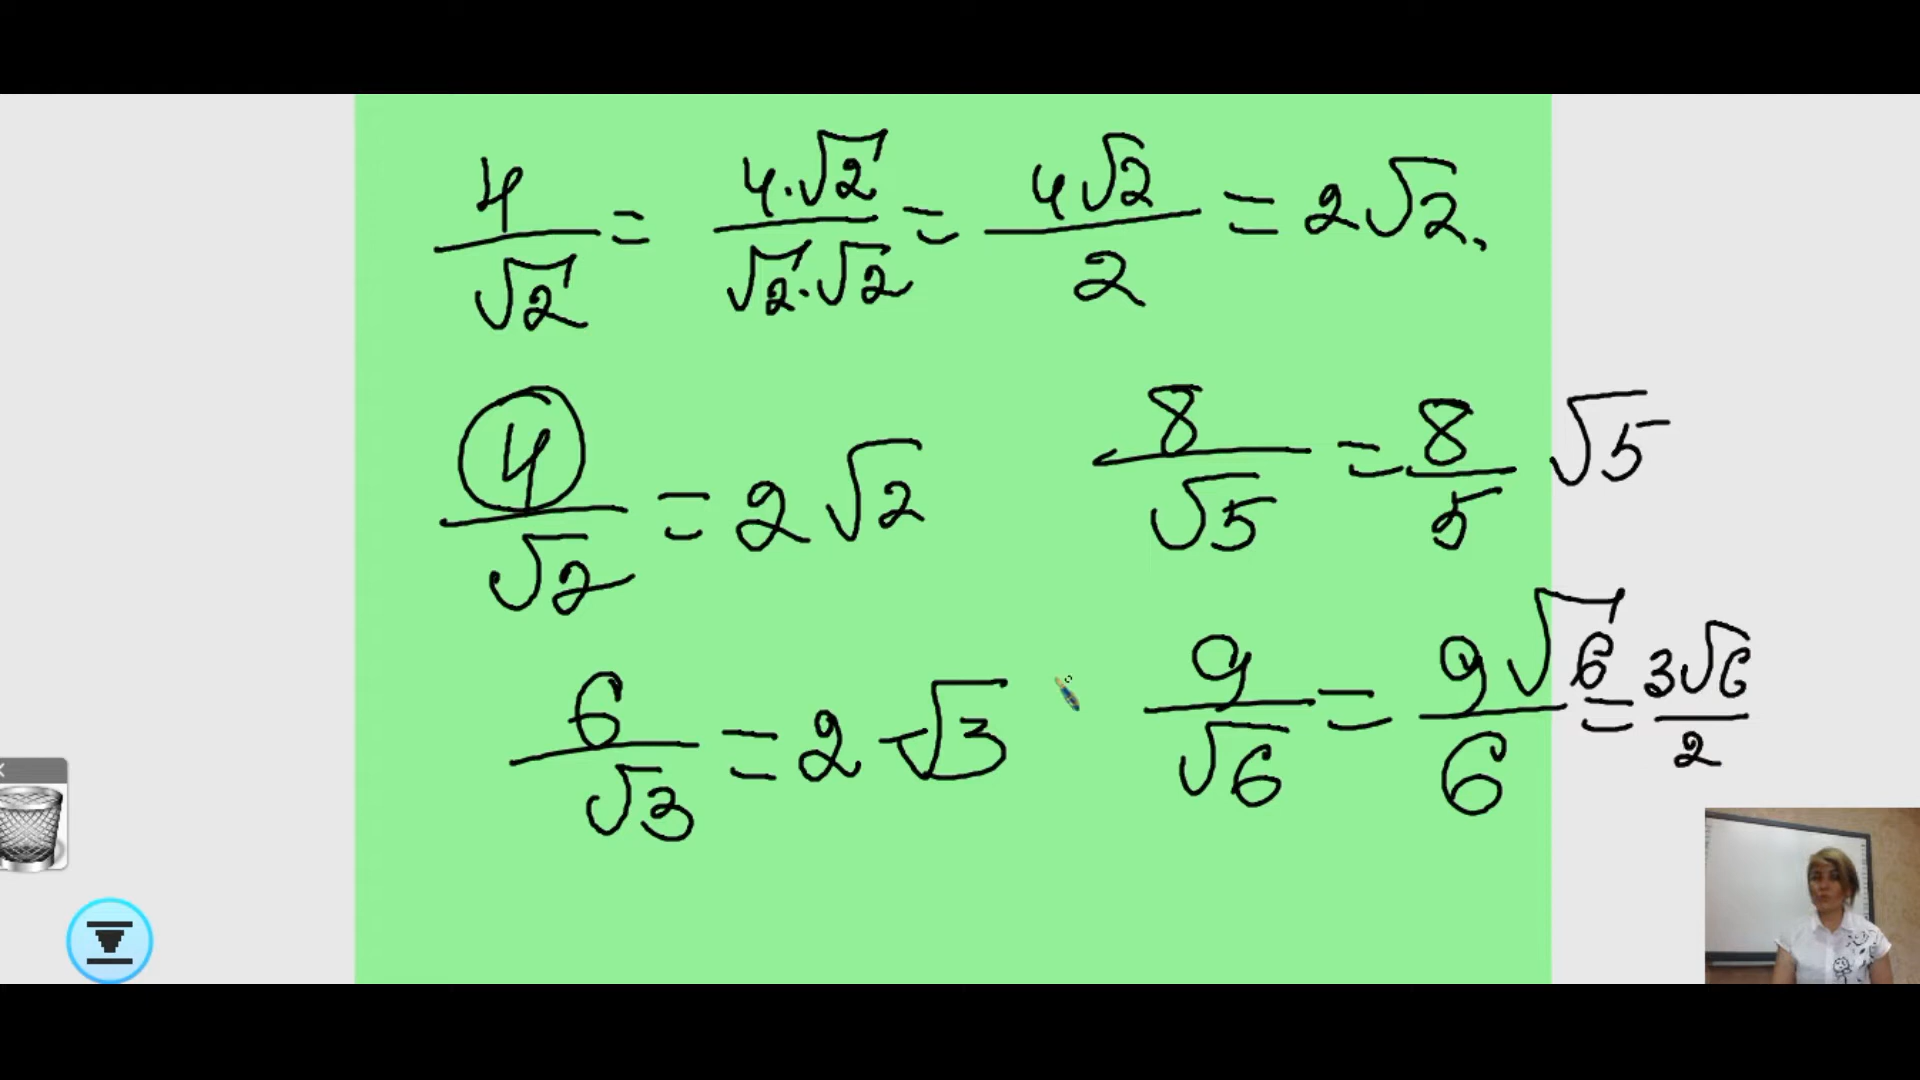 4/√2 = 4·√2/√2·√2 = 4√2/2 = 2√2.
4/√2 = 2√2
8/√5 = 8/5 √5
6/√3 = 2√3
9/√6 = 9√6/6 = 3√6/2